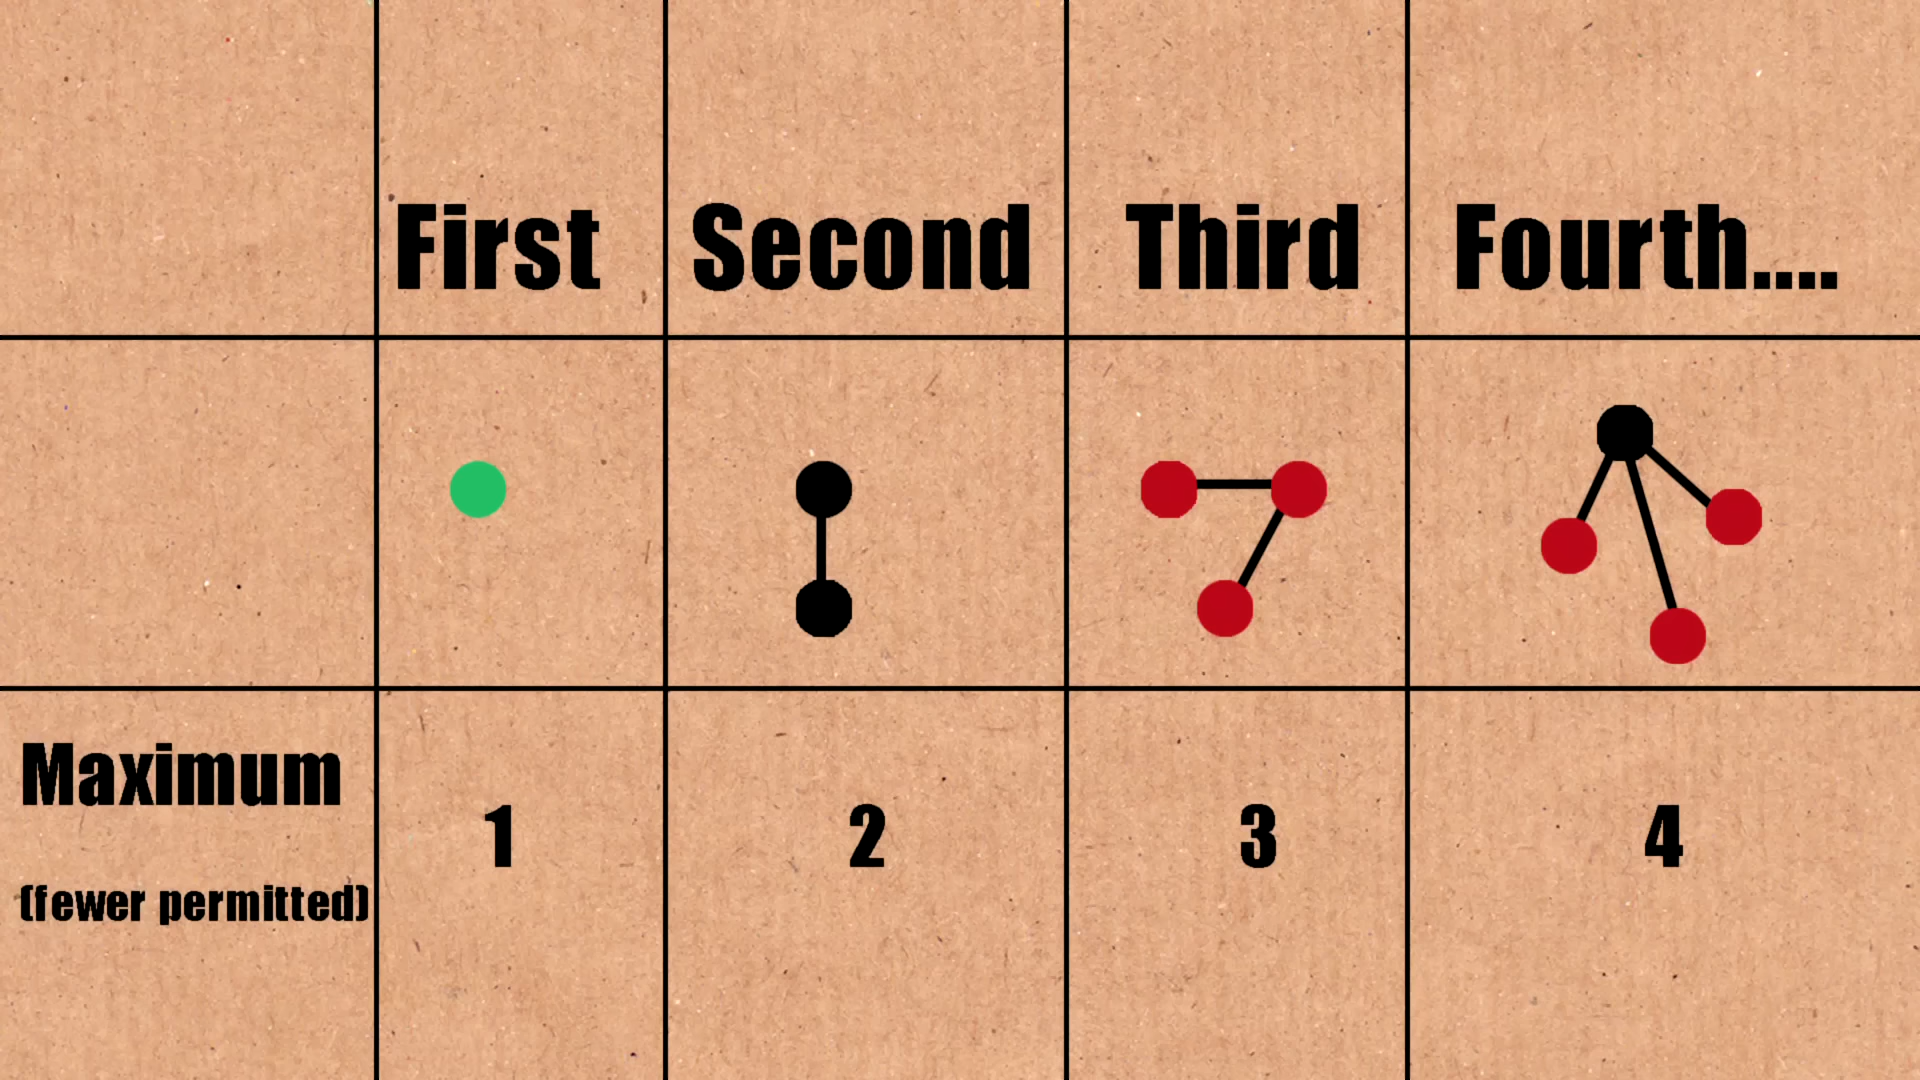 First Second Third Fourth....
Maximum
1 2 3 4
(fewer permitted)